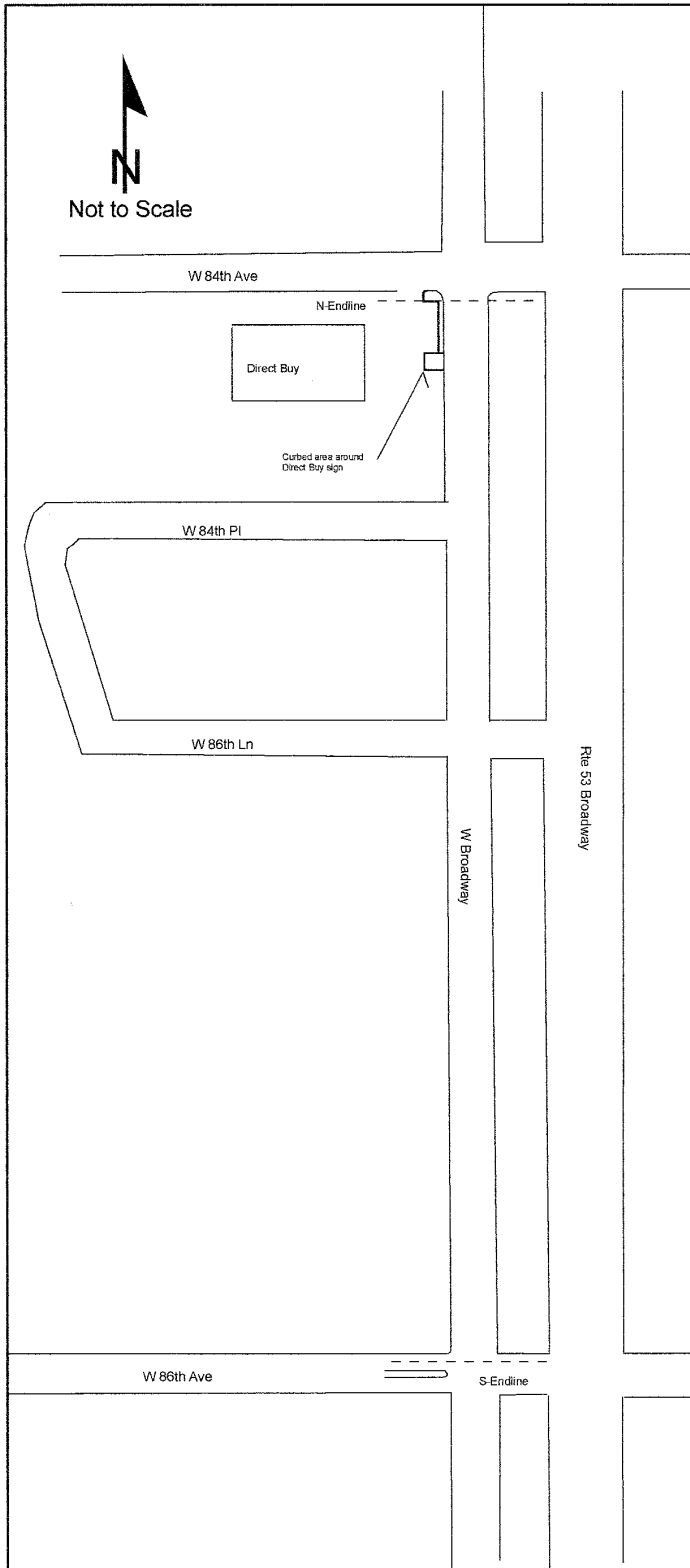 N
Not to Scale
W 84th Ave
N-Endline
Direct Buy
Curbed area around
Direct Buy sign
W 84th Pl
W 86th Ln
Rte 53 Broadway
W Broadway
W 86th Ave
S-Endline